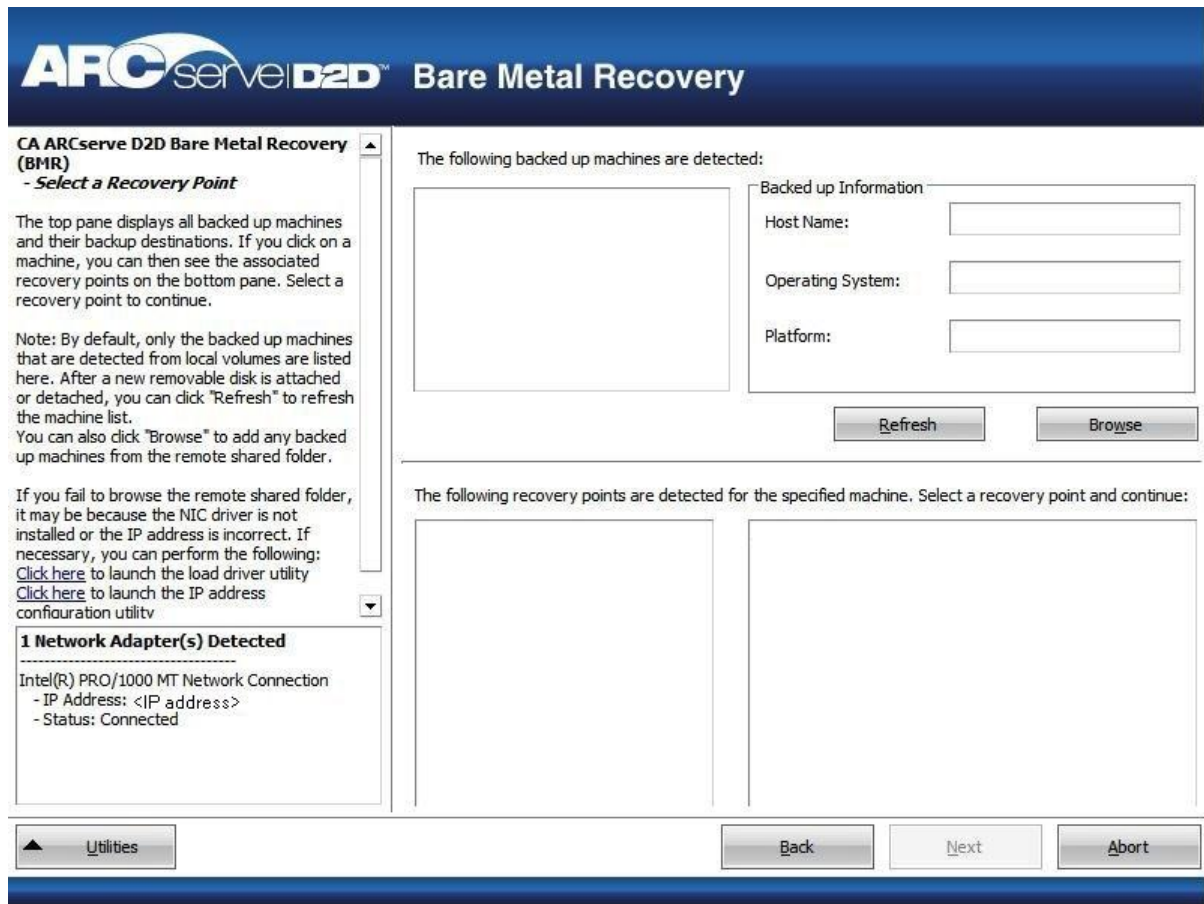 ARCserve D2D™ Bare Metal Recovery
CA ARCserve D2D Bare Metal Recovery
(BMR)
- Select a Recovery Point
The top pane displays all backed up machines
and their backup destinations. If you click on a
machine, you can then see the associated
recovery points on the bottom pane. Select a
recovery point to continue.
Note: By default, only the backed up machines
that are detected from local volumes are listed
here. After a new removable disk is attached
or detached, you can click "Refresh" to refresh
the machine list.
You can also click "Browse" to add any backed
up machines from the remote shared folder.
If you fail to browse the remote shared folder,
it may be because the NIC driver is not
installed or the IP address is incorrect. If
necessary, you can perform the following:
Click here to launch the load driver utility
Click here to launch the IP address
configuration utility
1 Network Adapter(s) Detected
------------------------------------
Intel(R) PRO/1000 MT Network Connection
- IP Address: <IP address>
- Status: Connected
The following backed up machines are detected:
Backed up Information
Host Name:
Operating System:
Platform:
Refresh
Browse
The following recovery points are detected for the specified machine. Select a recovery point and continue:
Utilities
Back
Next
Abort